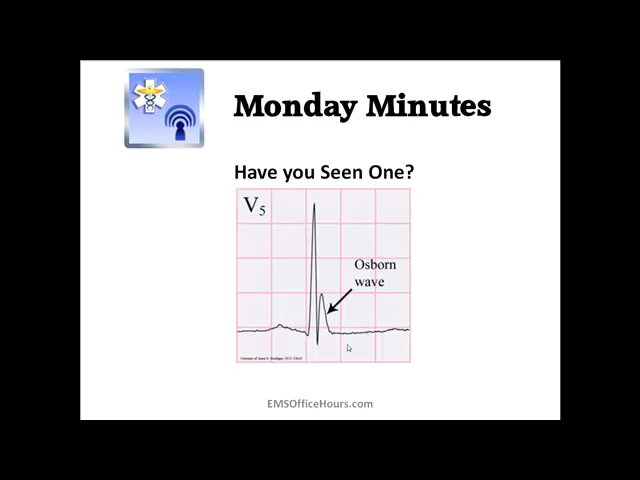 Monday Minutes
Have you Seen One?
V5
Osborn
wave
EMSOfficeHours.com